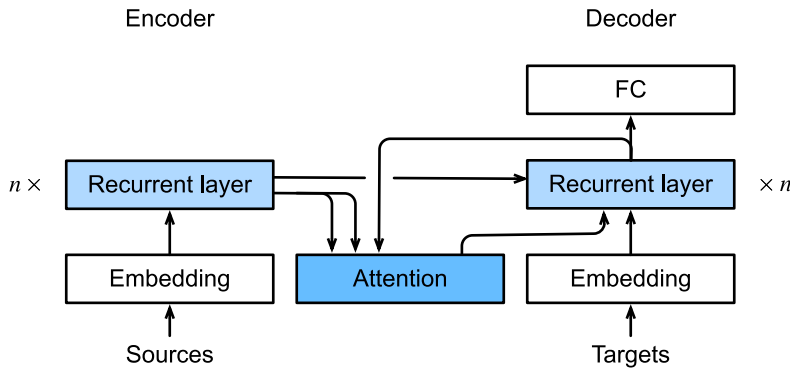 Encoder
Decoder
FC
n ×
Recurrent layer
Recurrent layer
× n
Embedding
Attention
Embedding
Sources
Targets